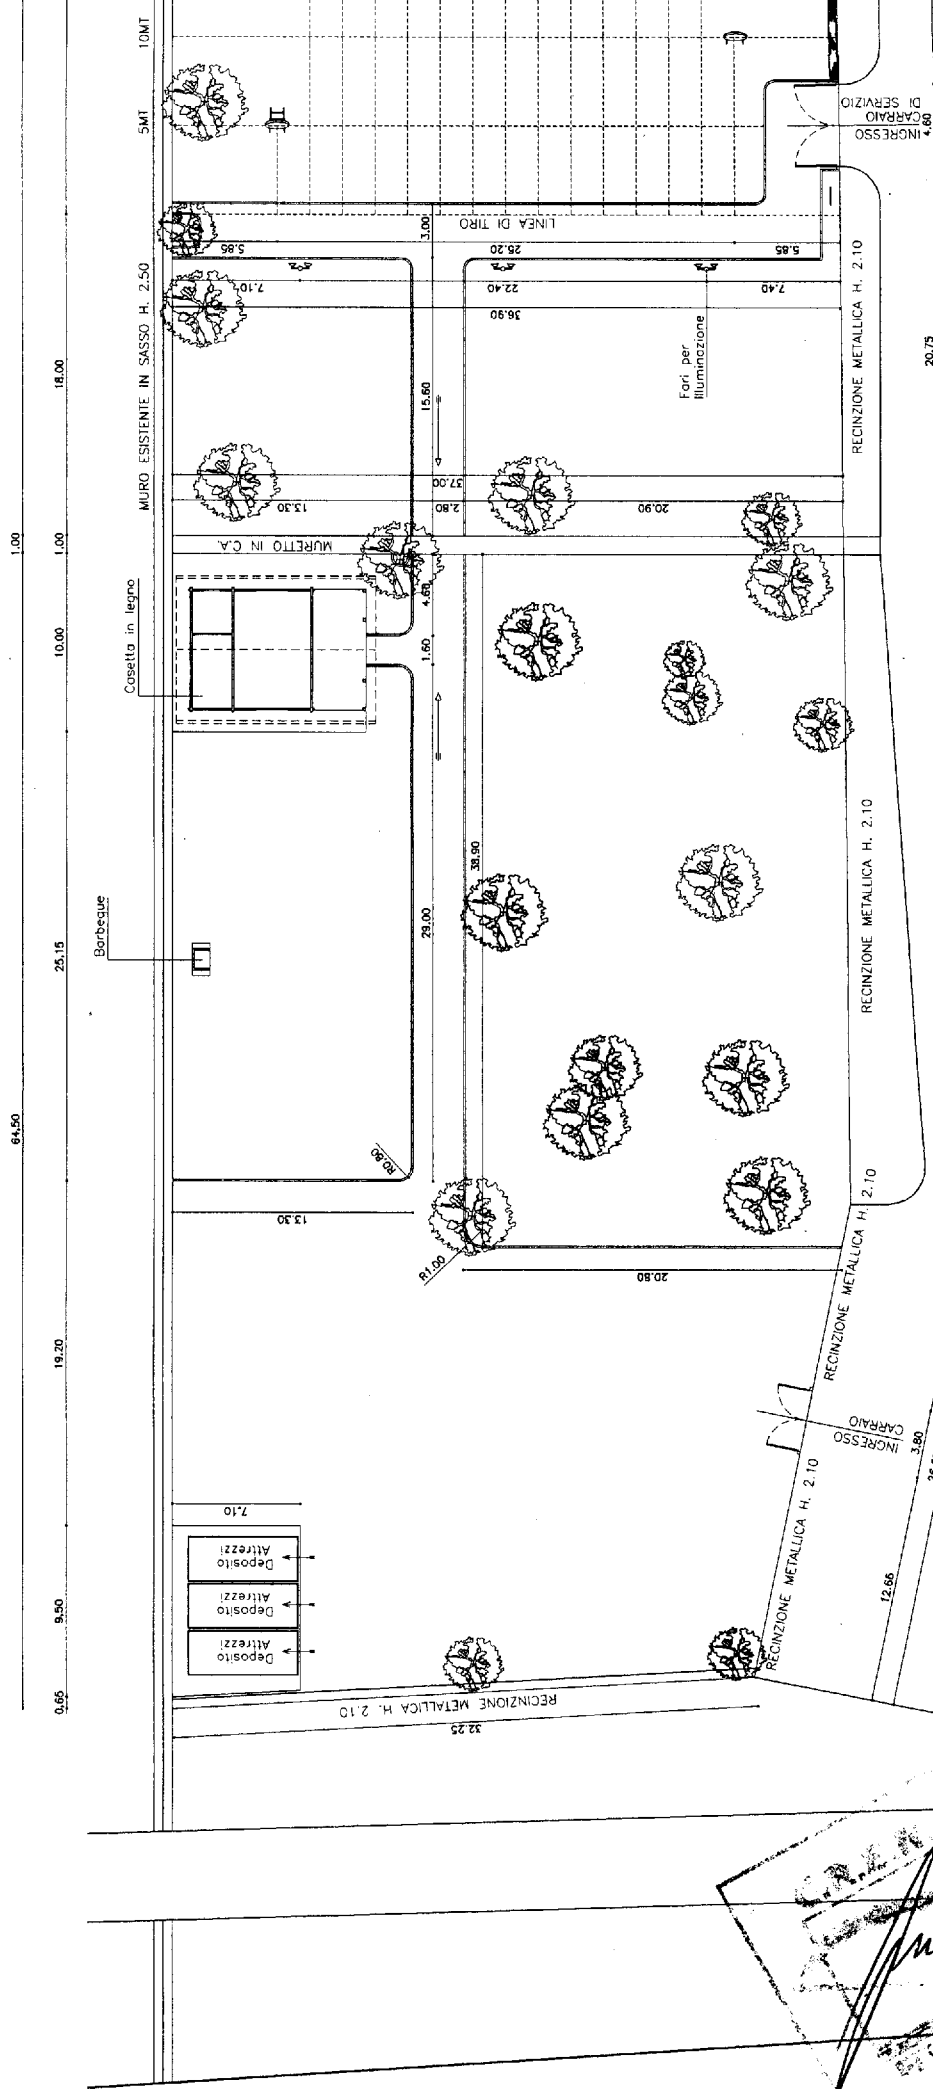 10MT
5MT
INGRESSO
CARRAIO
DI SERVIZIO
4.60
LINEA DI TIRO
3.00
5.85
25.20
5.85
7.10
22.40
7.40
36.90
MURO ESISTENTE IN SASSO H. 2.50
RECINZIONE METALLICA H. 2.10
Fari per
Illuminazione
20.75
18.00
15.60
37.00
13.30
2.80
20.90
1.00
1.00
MURETTO IN C.A.
Casetta in legno
4.60
10.00
1.60
38.90
RECINZIONE METALLICA H. 2.10
Barbeque
29.00
25.15
64.50
R0.80
13.30
R1.00
20.80
RECINZIONE METALLICA H. 2.10
19.20
INGRESSO
CARRAIO
3.80
RECINZIONE METALLICA H. 2.10
7.10
Deposito
Attrezzi
Deposito
Attrezzi
Deposito
Attrezzi
9.50
12.66
0.65
RECINZIONE METALLICA H. 2.10
32.25